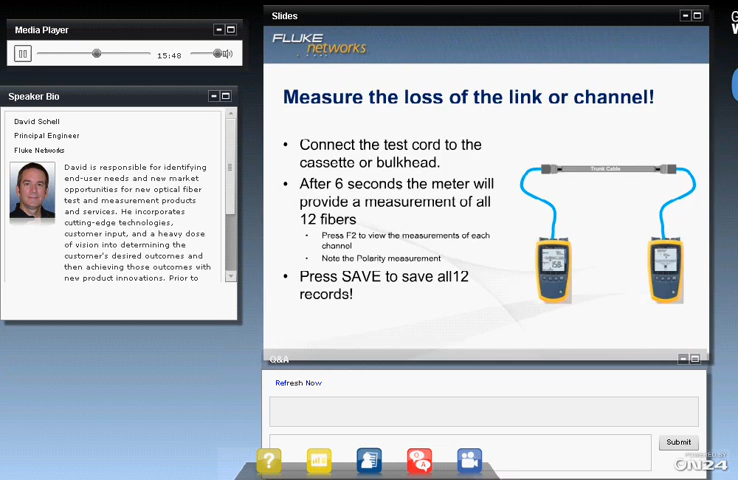 Media Player
15:48
Speaker Bio
David Schell
Principal Engineer
Fluke Networks
David is responsible for identifying
end-user needs and new market
opportunities for new optical fiber
test and measurement products
and services. He incorporates
cutting-edge technologies,
customer input, and a heavy dose
of vision into determining the
customer's desired outcomes and
then achieving those outcomes with
new product innovations. Prior to
Slides
FLUKE
networks
Measure the loss of the link or channel!
• Connect the test cord to the
cassette or bulkhead.
• After 6 seconds the meter will
provide a measurement of all
12 fibers
• Press F2 to view the measurements of each
channel
• Note the Polarity measurement
• Press SAVE to save all12
records!
Trunk Cable
Q&A
Refresh Now
Submit
?
Q
A
POWERED BY
ON24